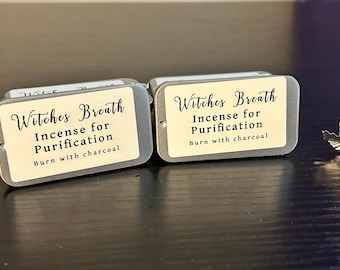 Witches Breath
Incense for
Purification
Burn with charcoal
Witches Breath
Incense for
Purification
Burn with charcoal